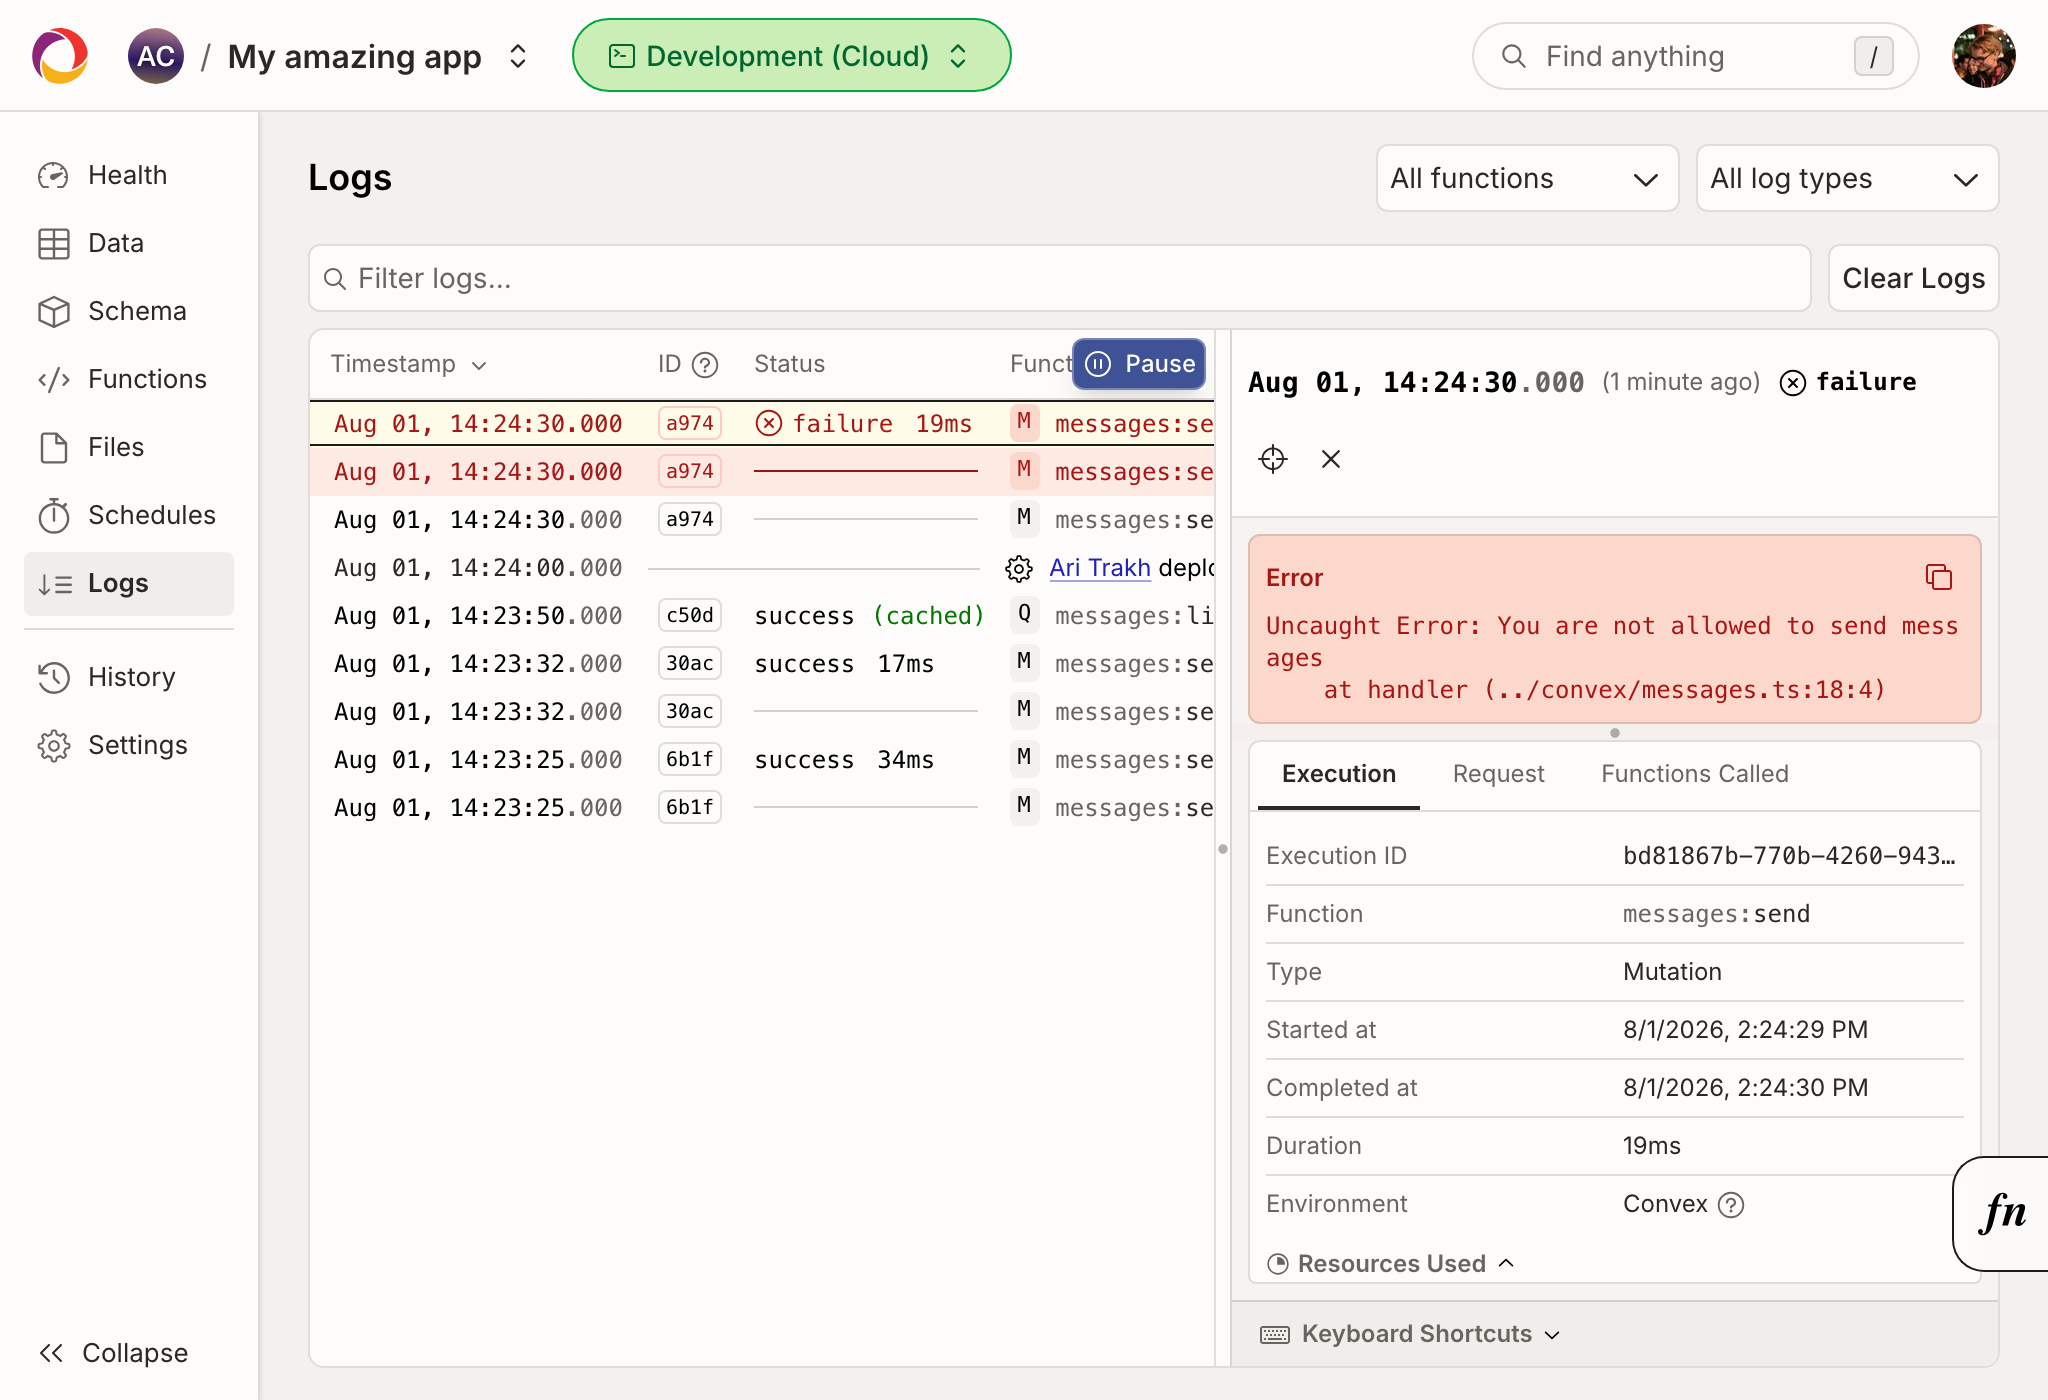 AC / My amazing app
Development (Cloud)
Find anything
/
Health
Data
Schema
Functions
Files
Schedules
Logs
History
Settings
Collapse
Logs
All functions
All log types
Filter logs...
Clear Logs
Timestamp ID Status Funct
Pause
Aug 01, 14:24:30.000 a974 failure 19ms M messages:se
Aug 01, 14:24:30.000 a974 M messages:se
Aug 01, 14:24:30.000 a974 M messages:se
Aug 01, 14:24:00.000 Ari Trakh deplo
Aug 01, 14:23:50.000 c50d success (cached) Q messages:li
Aug 01, 14:23:32.000 30ac success 17ms M messages:se
Aug 01, 14:23:32.000 30ac M messages:se
Aug 01, 14:23:25.000 6b1f success 34ms M messages:se
Aug 01, 14:23:25.000 6b1f M messages:se
Aug 01, 14:24:30.000 (1 minute ago) failure
Error
Uncaught Error: You are not allowed to send mess
ages
at handler (../convex/messages.ts:18:4)
Execution Request Functions Called
Execution ID bd81867b-770b-4260-943…
Function messages:send
Type Mutation
Started at 8/1/2026, 2:24:29 PM
Completed at 8/1/2026, 2:24:30 PM
Duration 19ms
Environment Convex
Resources Used
Keyboard Shortcuts
fn